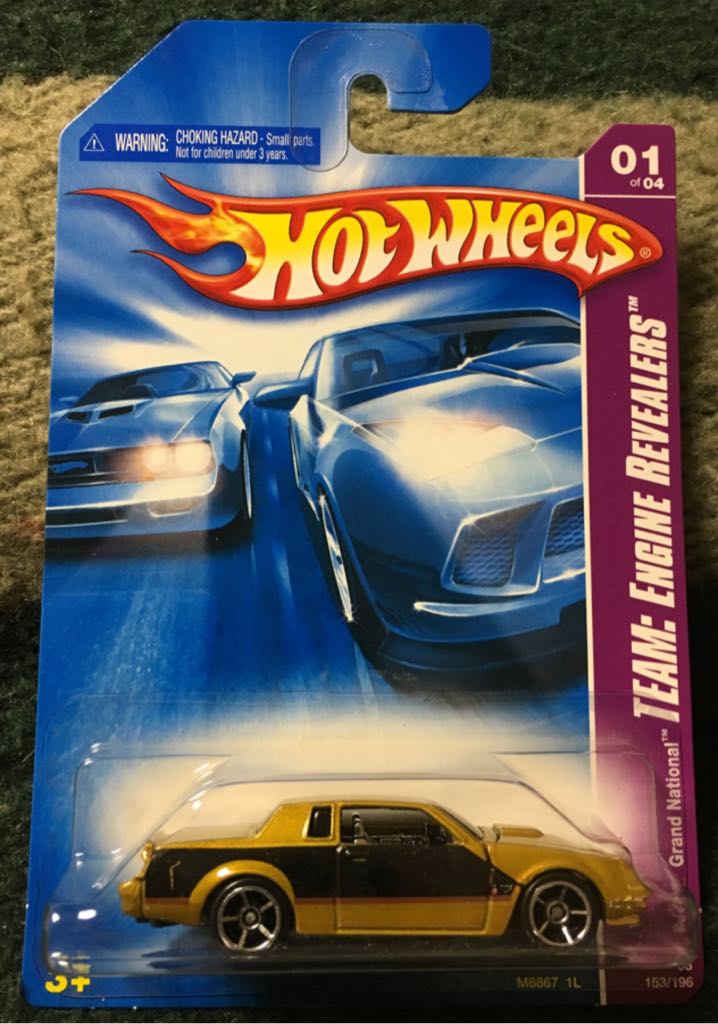 WARNING: CHOKING HAZARD - Small parts.
Not for children under 3 years.
01
of 04
HOT WHEELS®
TEAM: ENGINE REVEALERS™
Grand National™
3+
M6867 1L
153/196